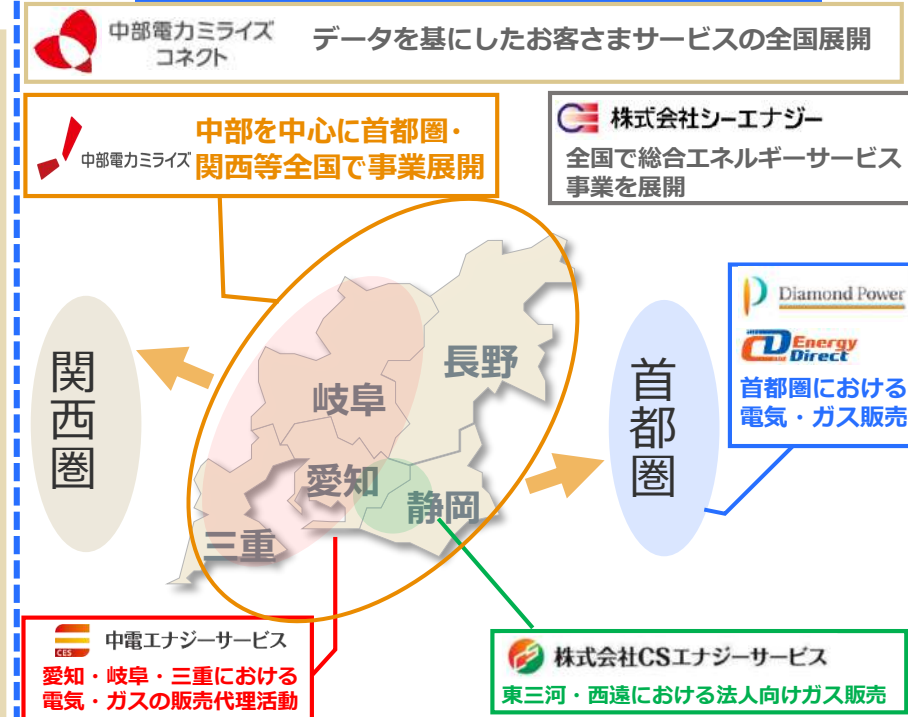 中部電力ミライズ
コネクト
データを基にしたお客さまサービスの全国展開
中部電力ミライズ
中部を中心に首都圏・
関西等全国で事業展開
株式会社シーエナジー
全国で総合エネルギーサービス
事業を展開
Diamond Power
CD Energy
Direct
首都圏における
電気・ガス販売
関西圏
長野
岐阜
愛知
静岡
三重
首都圏
CES
中電エナジーサービス
愛知・岐阜・三重における
電気・ガスの販売代理活動
株式会社CSエナジーサービス
東三河・西遠における法人向けガス販売